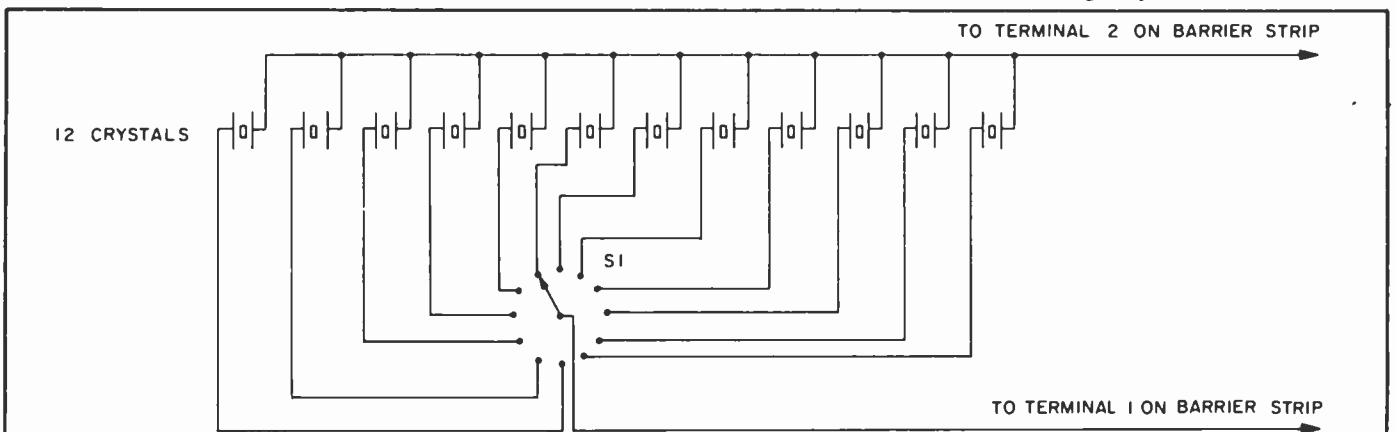 TO TERMINAL 2 ON BARRIER STRIP
12 CRYSTALS
S1
TO TERMINAL 1 ON BARRIER STRIP